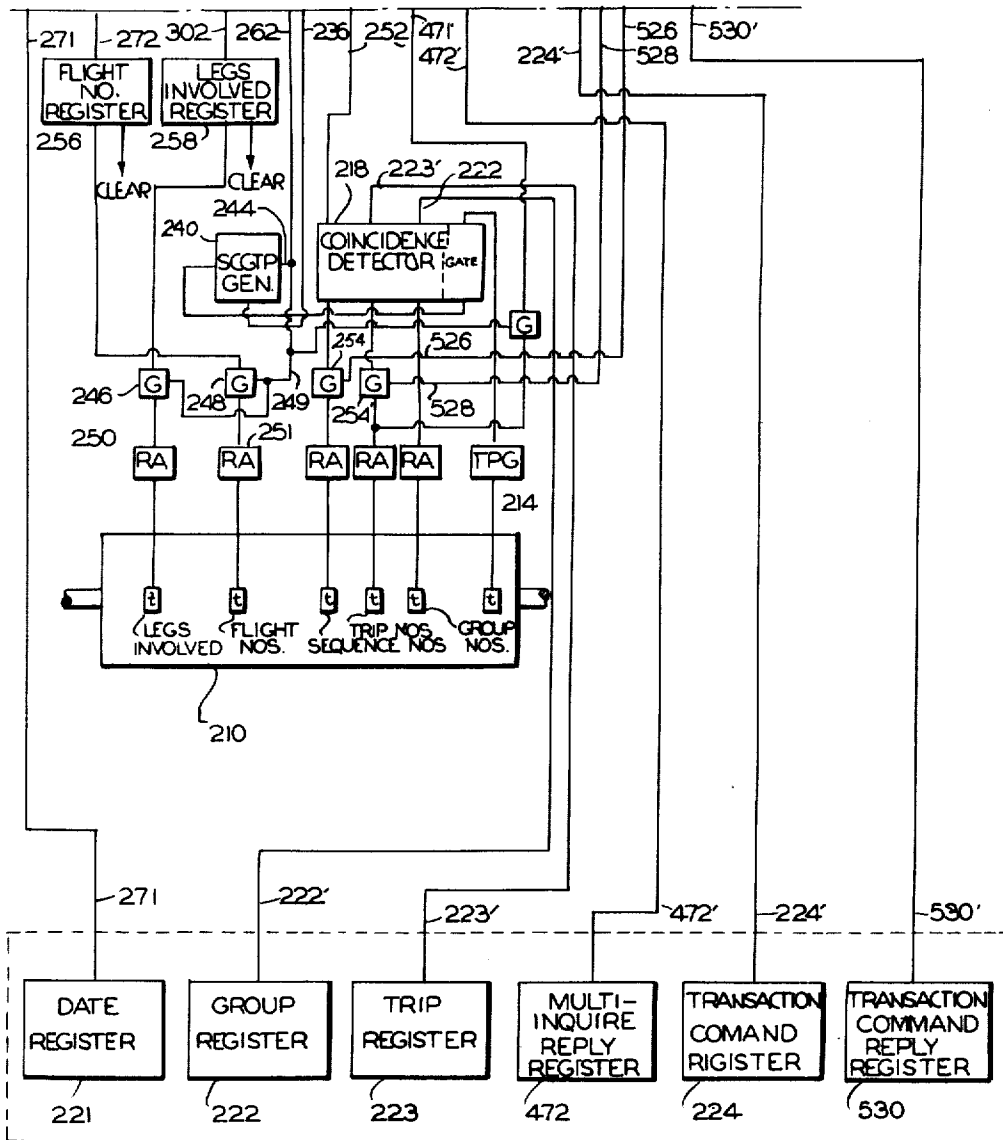 271 272 302 262 236 252 471' 472' 224' 526 528 530'
FLIGHT
NO.
REGISTER
256
CLEAR
LEGS
INVOLVED
REGISTER
258
CLEAR
244
240
SCGTP
GEN.
218 223' 222
COINCIDENCE
DETECTOR
GATE
G
246 G
248 G 249
254 G
254' G
526
528
250 RA
251 RA
RA RA RA TPG
214
t t t t t t
LEGS
INVOLVED
FLIGHT
NOS.
SEQUENCE
NOS
TRIP NOS
GROUP
NOS.
210
271 222' 223' 472' 224' 530'
DATE
REGISTER
221
GROUP
REGISTER
222
TRIP
REGISTER
223
MULTI-
INQUIRE
REPLY
REGISTER
472
TRANSACTION
COMAND
RIGISTER
224
TRANSACTION
COMMAND
REPLY
REGISTER
530